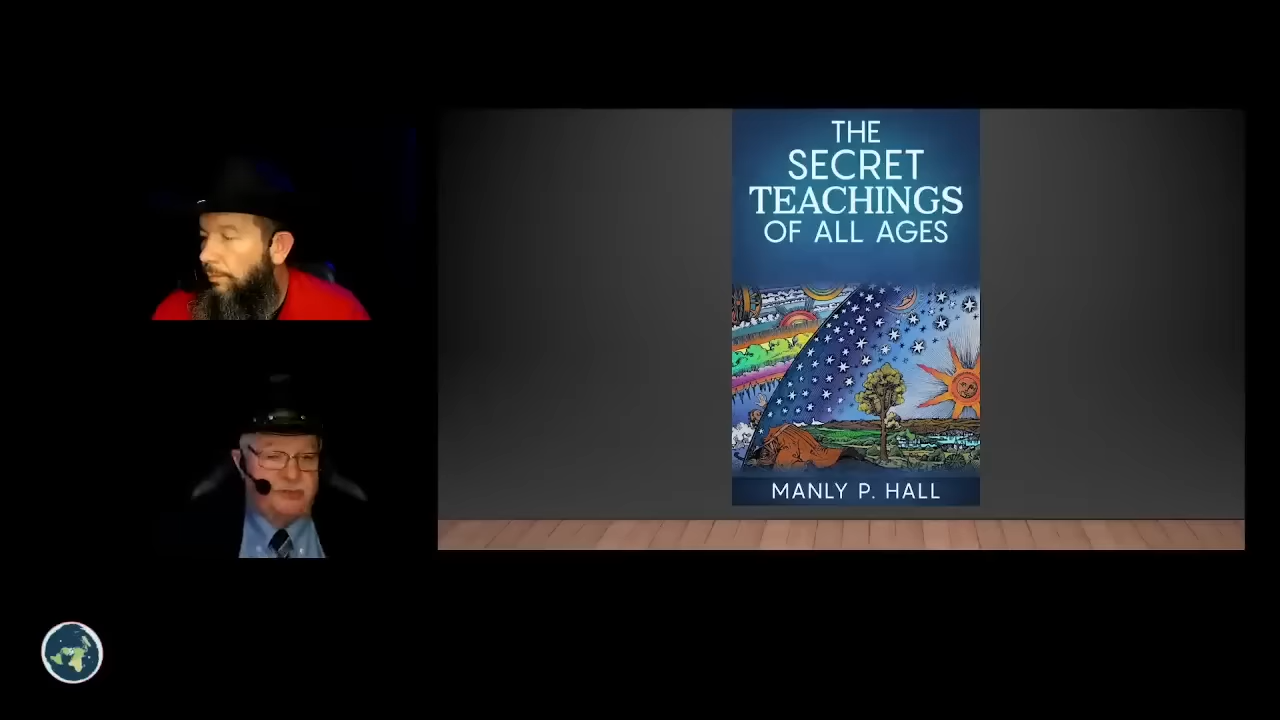 THE
SECRET
TEACHINGS
OF ALL AGES
MANLY P. HALL